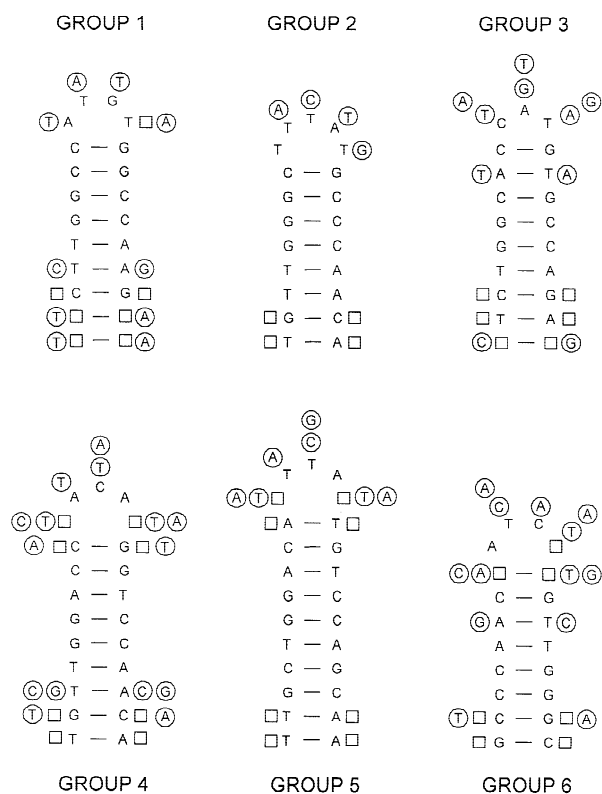 GROUP 1
A T
T G
T A T □ A
C — G
C — G
G — C
G — C
T — A
C T — A G
□ C — G □
T □ — □ A
T □ — □ A
GROUP 2
C
A T T A T
T T G
C — G
G — C
G — C
G — C
T — A
T — A
□ G — C □
□ T — A □
GROUP 3
T
G
A T C A T A G
C — G
T A — T A
C — G
G — C
G — C
T — A
□ C — G □
□ T — A □
C □ — □ G
A
T
T A C A
C T □ □ T A
A □ C — G □ T
C — G
A — T
G — C
G — C
T — A
C G T — A C G
T □ G — C □ A
□ T — A □
GROUP 4
G
C
A T T A
A T □ □ T A
□ A — T □
C — G
A — T
G — C
G — C
T — A
C — G
G — C
□ T — A □
□ T — A □
GROUP 5
A A
C T C T A
A □
C A □ — □ T G
C — G
G A — T C
A — T
C — G
C — G
T □ C — G □ A
□ G — C □
GROUP 6